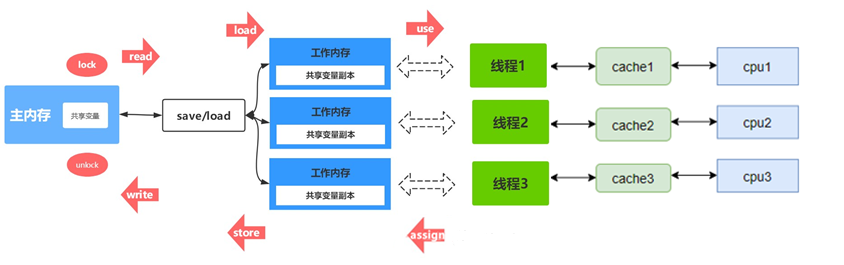 lock
read
load
use
主内存
共享变量
save/load
工作内存
共享变量副本
线程1
cache1
cpu1
工作内存
共享变量副本
线程2
cache2
cpu2
工作内存
共享变量副本
线程3
cache3
cpu3
unlock
write
store
assign